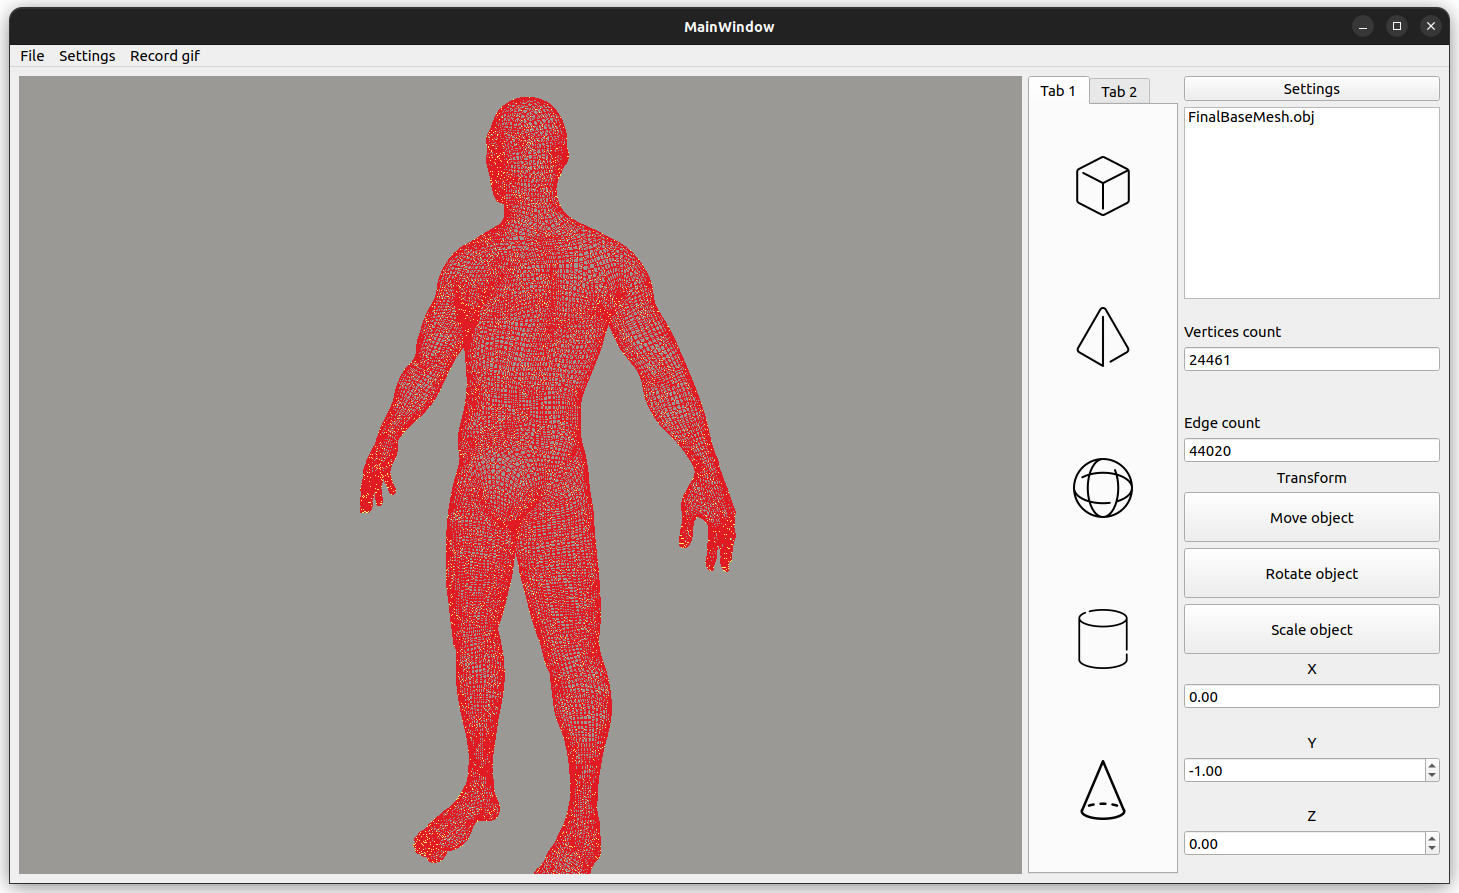 MainWindow
File Settings Record gif
Tab 1 Tab 2
Settings
FinalBaseMesh.obj
Vertices count
24461
Edge count
44020
Transform
Move object
Rotate object
Scale object
X
0.00
Y
-1.00
Z
0.00